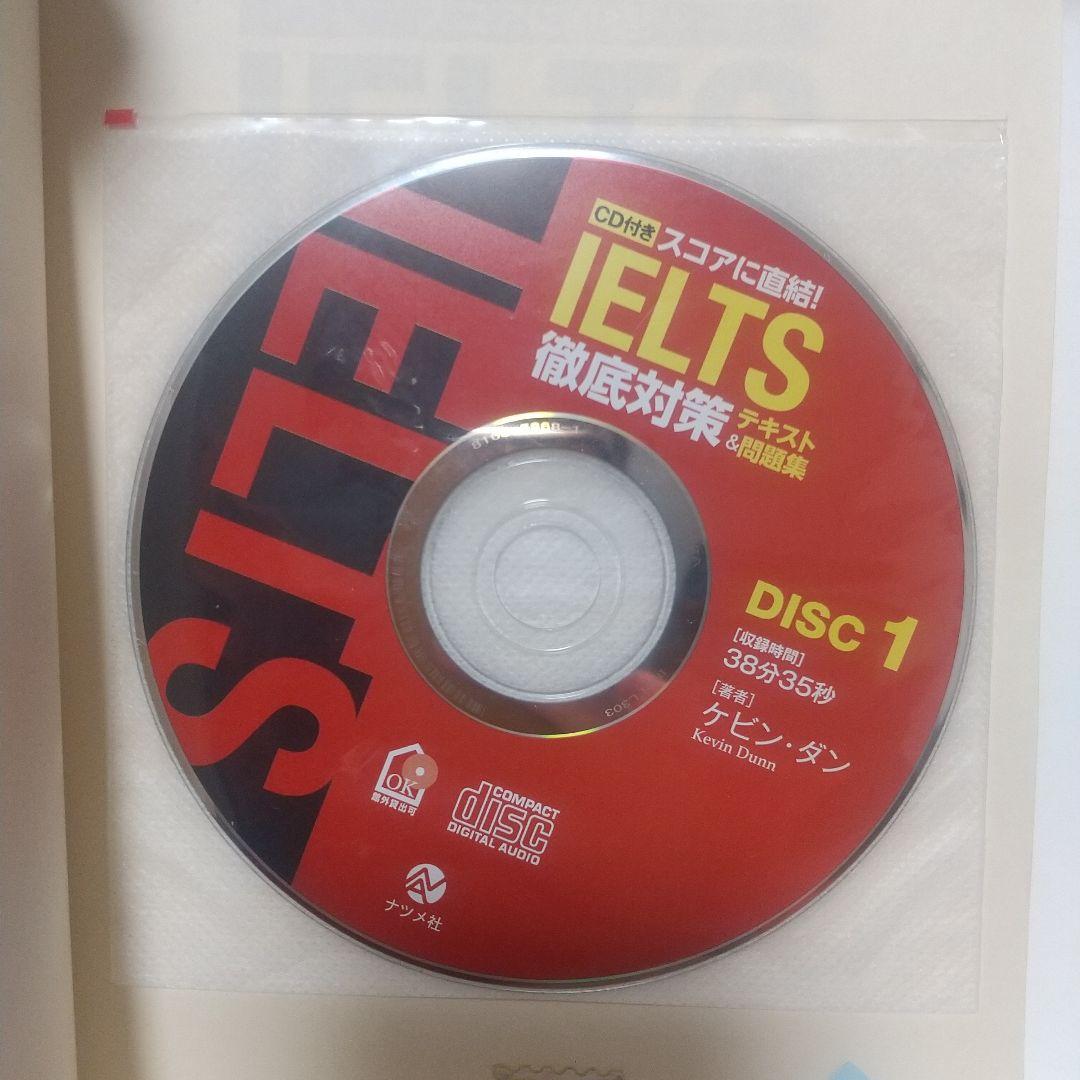 CD付き スコアに直結!
IELTS
徹底対策
テキスト
&問題集
DISC 1
[収録時間]
38分35秒
[著者]
ケビン・ダン
Kevin Dunn
IELTS
OK
館外貸出可
COMPACT
disc
DIGITAL AUDIO
ナツメ社